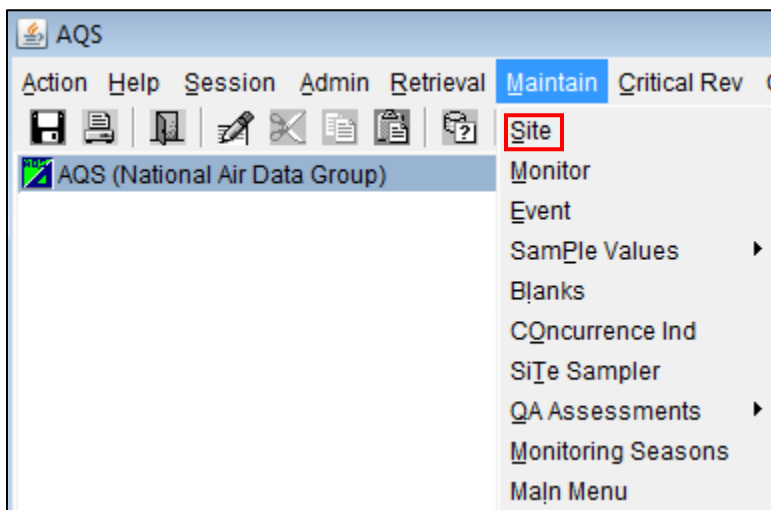 AQS
Action Help Session Admin Retrieval Maintain Critical Rev
AQS (National Air Data Group)
Site
Monitor
Event
SamPle Values
Blanks
COncurrence Ind
SiTe Sampler
QA Assessments
Monitoring Seasons
MaIn Menu